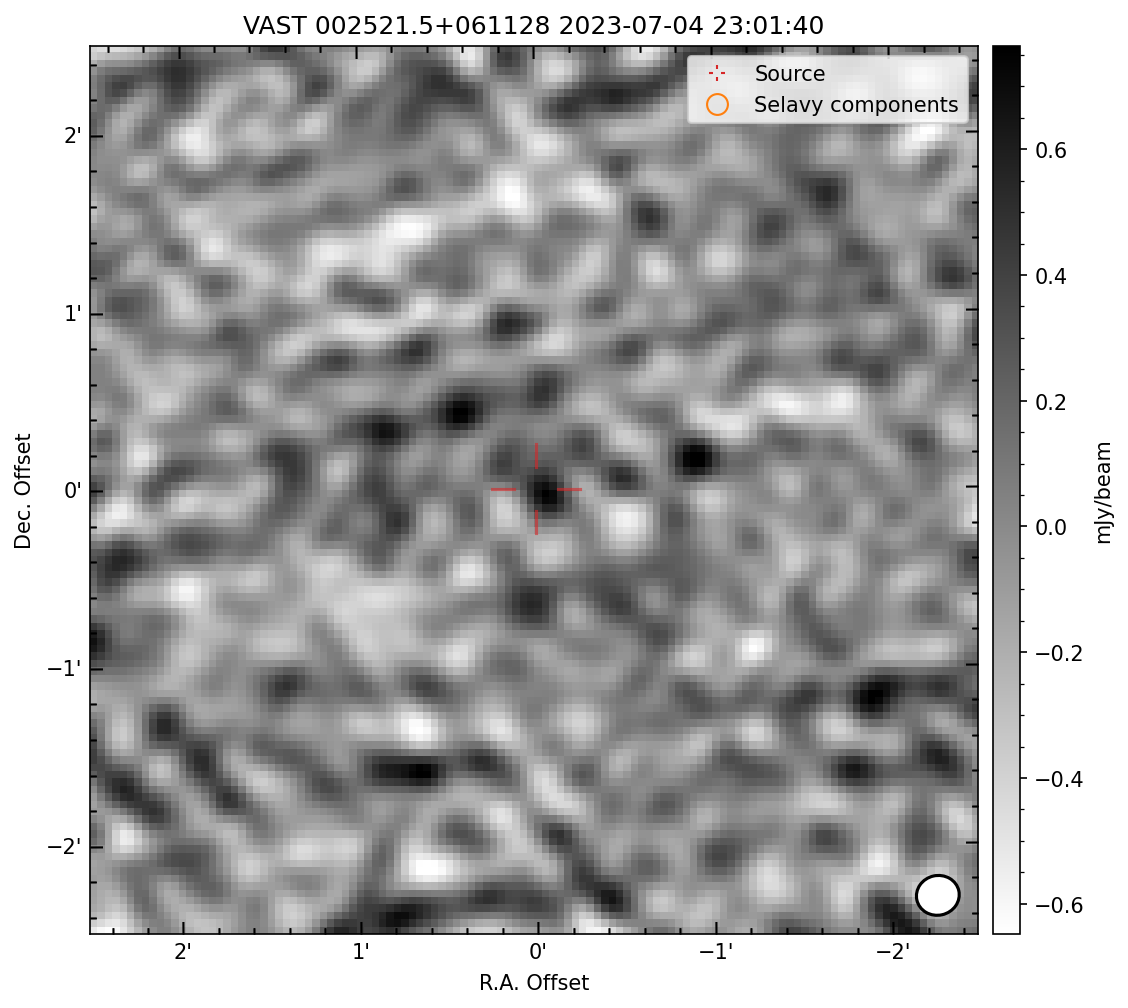 VAST 002521.5+061128 2023-07-04 23:01:40
Source
Selavy components
2'
1'
0'
−1'
−2'
Dec. Offset
2'
1'
0'
−1'
−2'
R.A. Offset
0.6
0.4
0.2
0.0
−0.2
−0.4
−0.6
mJy/beam